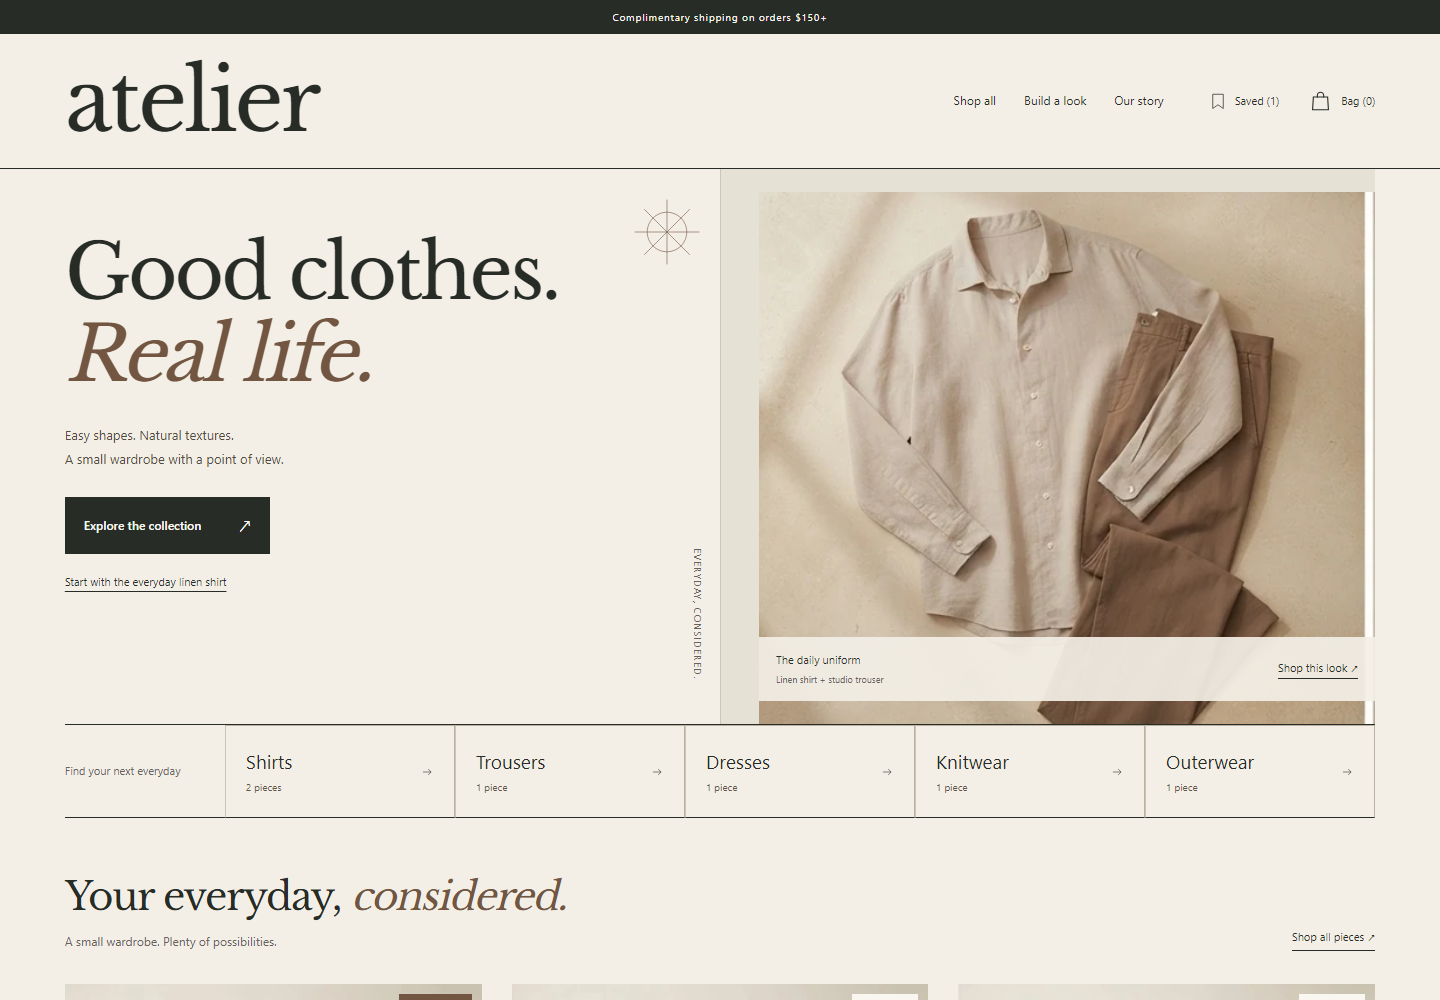 Complimentary shipping on orders $150+
atelier
Shop all
Build a look
Our story
Saved (1)
Bag (0)
Good clothes.
Real life.
Easy shapes. Natural textures.
A small wardrobe with a point of view.
Explore the collection ↗
Start with the everyday linen shirt
EVERYDAY, CONSIDERED.
The daily uniform
Linen shirt + studio trouser
Shop this look ↗
Find your next everyday
Shirts
2 pieces
→
Trousers
1 piece
→
Dresses
1 piece
→
Knitwear
1 piece
→
Outerwear
1 piece
→
Your everyday, considered.
A small wardrobe. Plenty of possibilities.
Shop all pieces ↗